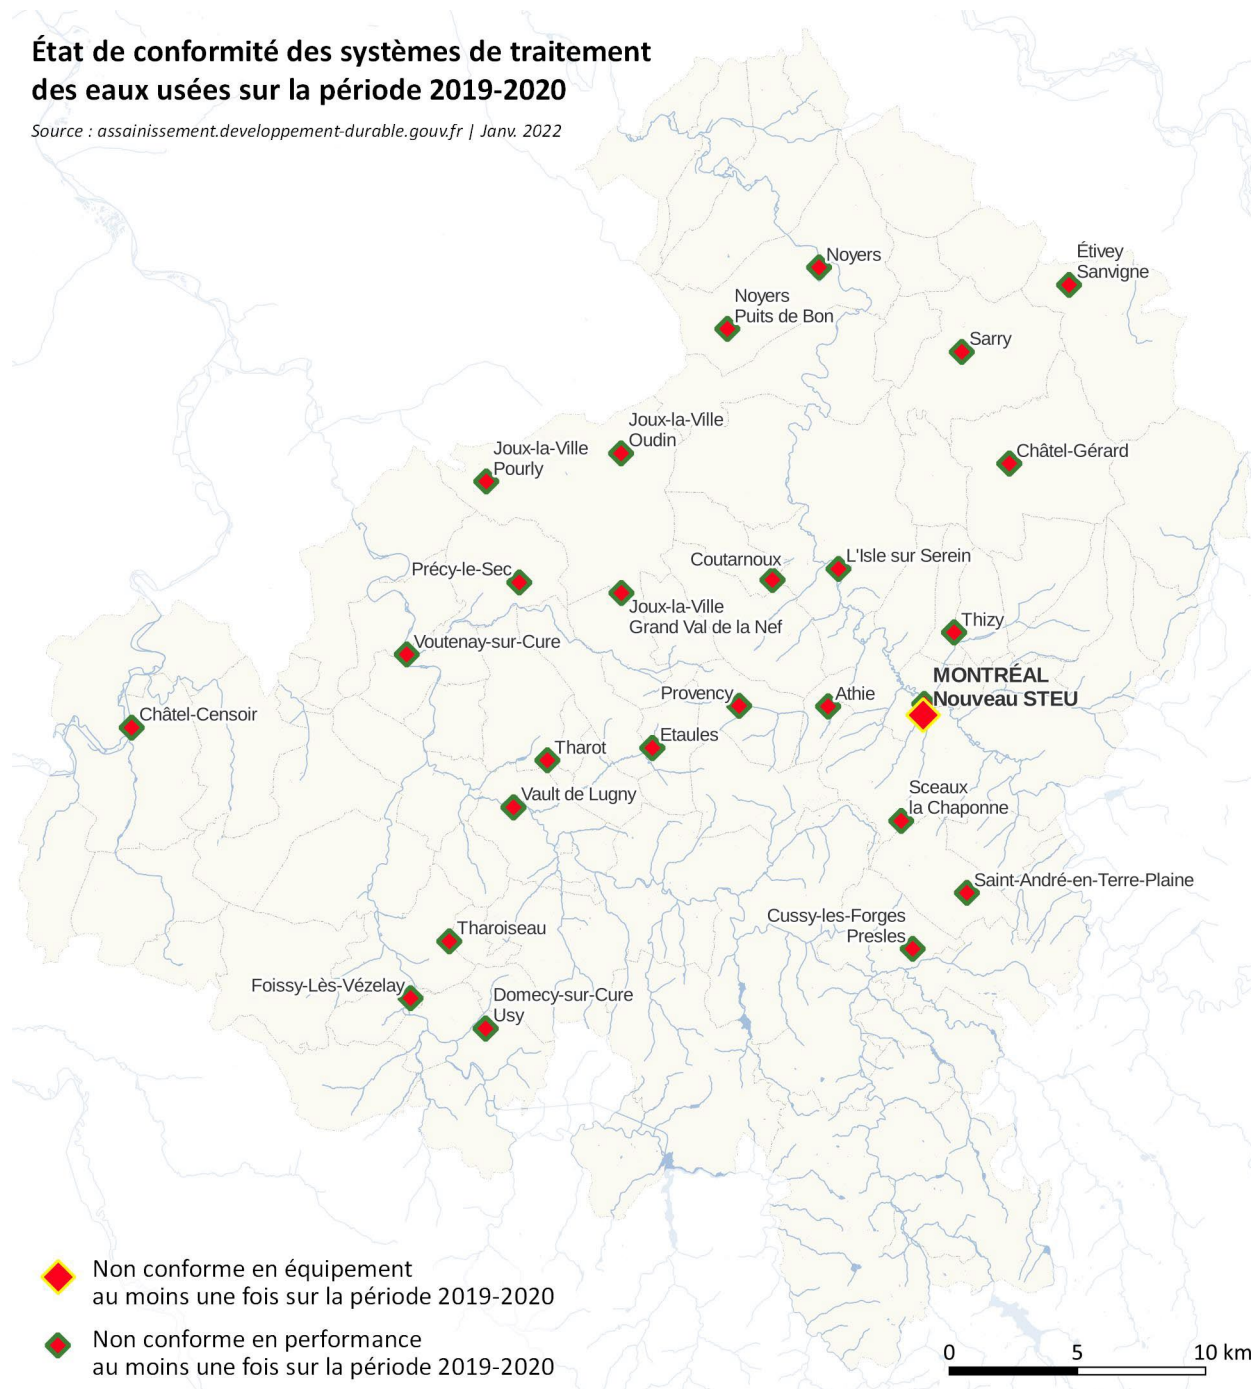 État de conformité des systèmes de traitement
des eaux usées sur la période 2019-2020
Source : assainissement.developpement-durable.gouv.fr | Janv. 2022
Noyers
Étivey
Sanvigne
Noyers
Puits de Bon
Sarry
Joux-la-Ville
Oudin
Joux-la-Ville
Pourly
Châtel-Gérard
Coutarnoux
L'Isle sur Serein
Précy-le-Sec
Joux-la-Ville
Grand Val de la Nef
Thizy
Voutenay-sur-Cure
MONTRÉAL
Nouveau STEU
Provency
Athie
Châtel-Censoir
Etaules
Tharot
Vault de Lugny
Sceaux
la Chaponne
Saint-André-en-Terre-Plaine
Cussy-les-Forges
Presles
Tharoiseau
Foissy-Lès-Vézelay
Domecy-sur-Cure
Usy
Non conforme en équipement
au moins une fois sur la période 2019-2020
Non conforme en performance
au moins une fois sur la période 2019-2020
0 5 10 km